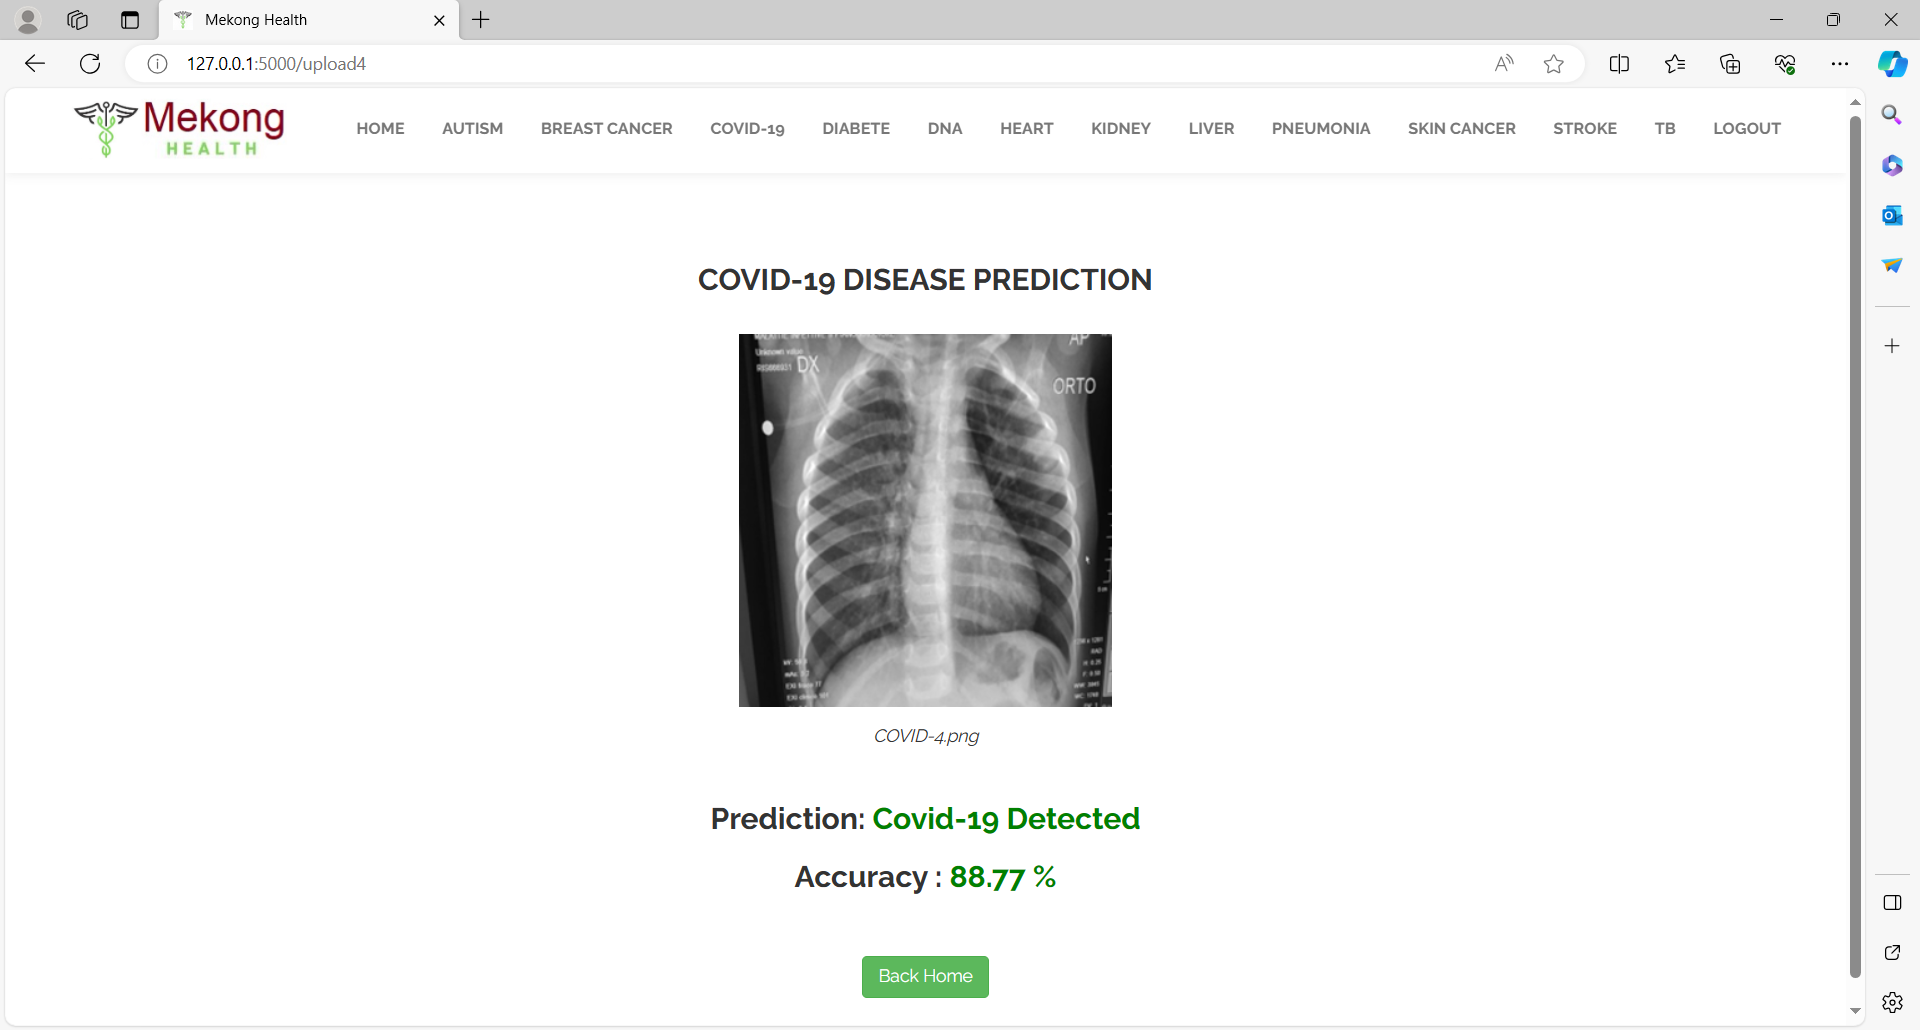 Mekong Health
127.0.0.1:5000/upload4
Mekong
HEALTH
HOME AUTISM BREAST CANCER COVID-19 DIABETE DNA HEART KIDNEY LIVER PNEUMONIA SKIN CANCER STROKE TB LOGOUT
COVID-19 DISEASE PREDICTION
AP
Unknown
DX
ORTO
COVID-4.png
Prediction: Covid-19 Detected
Accuracy : 88.77 %
Back Home